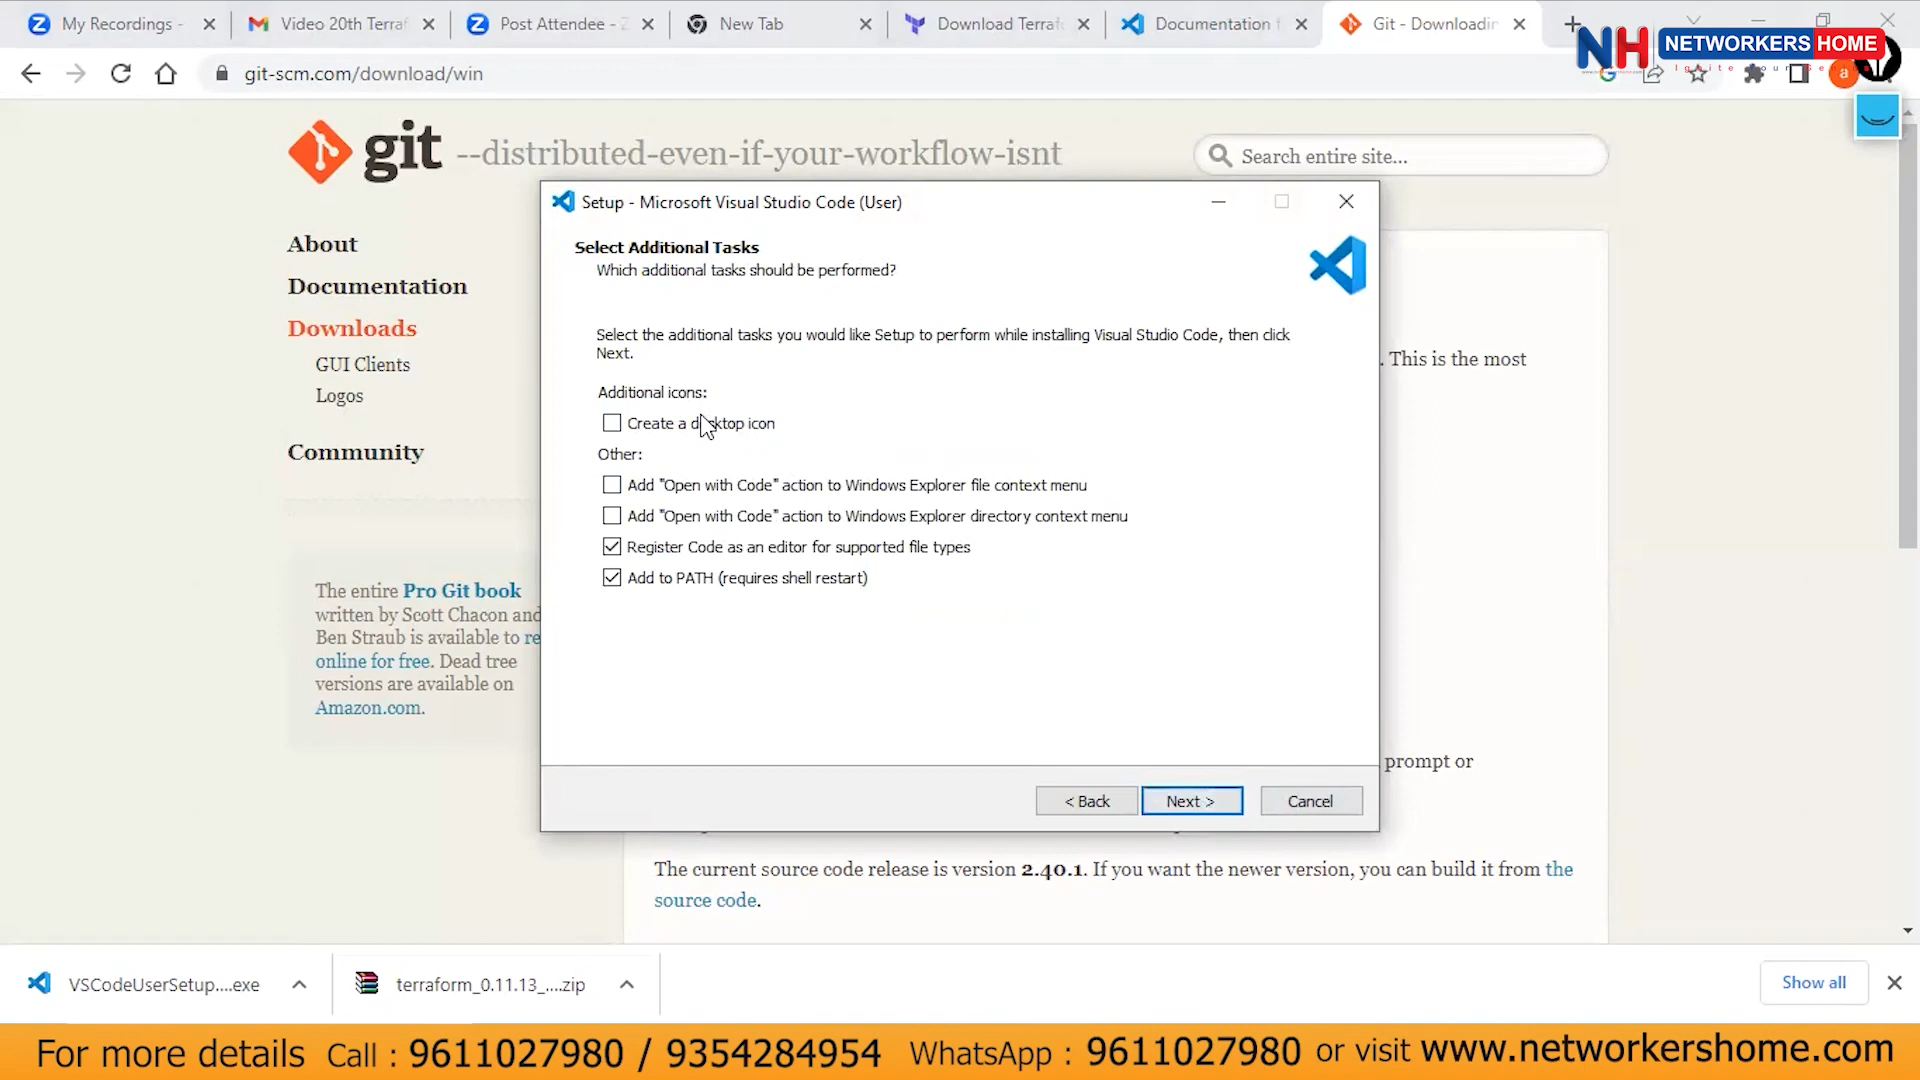 My Recordings -
Video 20th Terraf
Post Attendee - Z
New Tab
Download Terraf
Documentation f
Git - Downloadin
NH NETWORKERS HOME
git-scm.com/download/win
a
git --distributed-even-if-your-workflow-isnt
Search entire site...
Setup - Microsoft Visual Studio Code (User)
About
Select Additional Tasks
Which additional tasks should be performed?
Documentation
Downloads
Select the additional tasks you would like Setup to perform while installing Visual Studio Code, then click
Next.
. This is the most
GUI Clients
Logos
Additional icons:
Create a desktop icon
Community
Other:
Add "Open with Code" action to Windows Explorer file context menu
Add "Open with Code" action to Windows Explorer directory context menu
Register Code as an editor for supported file types
Add to PATH (requires shell restart)
The entire Pro Git book
written by Scott Chacon and
Ben Straub is available to re
online for free. Dead tree
versions are available on
Amazon.com.
prompt or
< Back
Next >
Cancel
The current source code release is version 2.40.1. If you want the newer version, you can build it from the
source code.
VSCodeUserSetup....exe
terraform_0.11.13_....zip
Show all
For more details Call : 9611027980 / 9354284954 WhatsApp : 9611027980 or visit www.networkershome.com